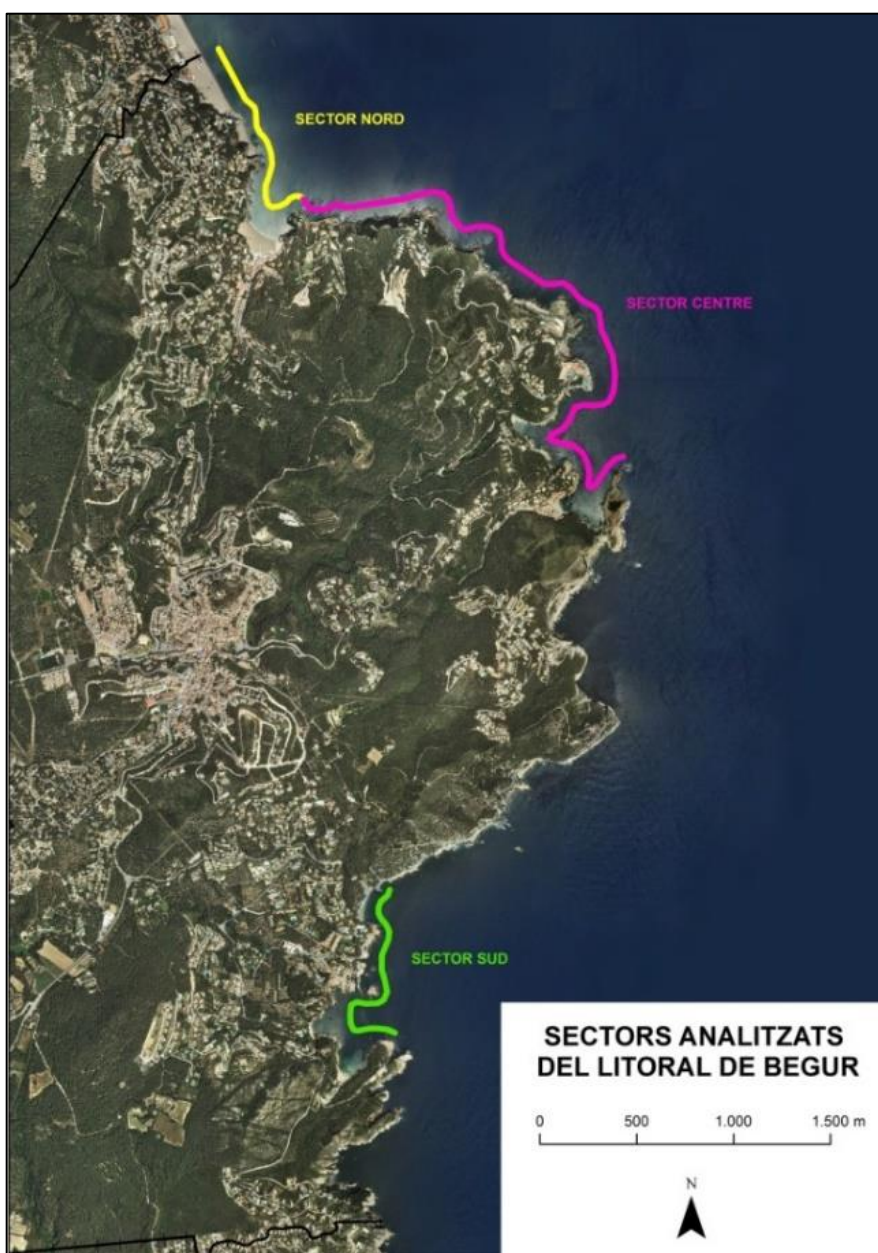 SECTOR NORD
SECTOR CENTRE
SECTOR SUD
SECTORS ANALITZATS
DEL LITORAL DE BEGUR
0 500 1.000 1.500 m
N